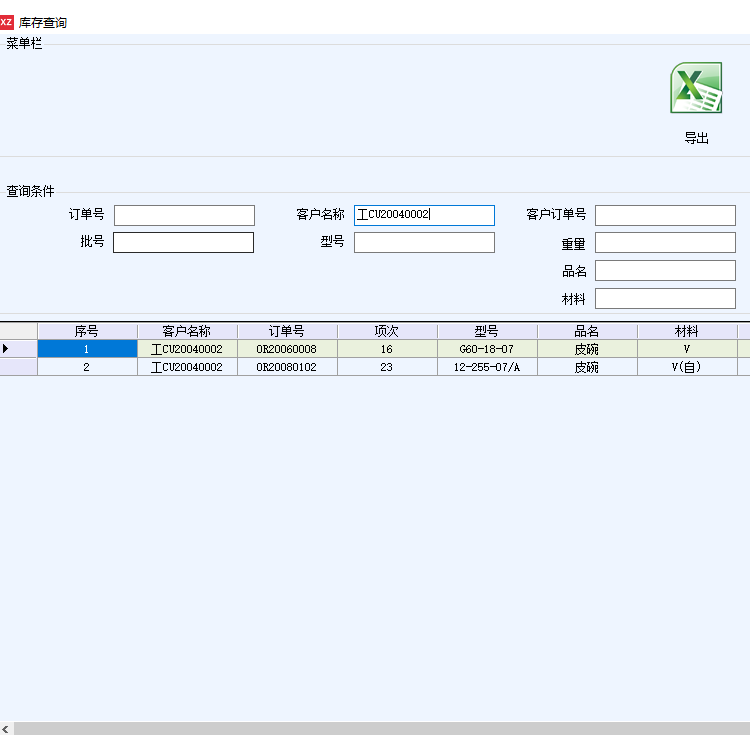 XZ 库存查询
菜单栏
导出
查询条件
订单号 客户名称 工CU20040002 客户订单号
批号 型号 重量
品名
材料
序号 客户名称 订单号 项次 型号 品名 材料
1 工CU20040002 OR20060008 16 G60-18-07 皮碗 V
2 工CU20040002 OR20080102 23 12-255-07/A 皮碗 V(自)